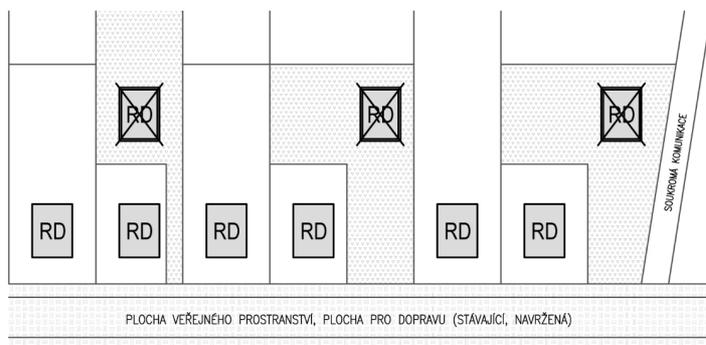 RD RD RD
SOUKROMÁ KOMUNIKACE
RD RD RD RD RD RD
PLOCHA VEŘEJNÉHO PROSTRANSTVÍ, PLOCHA PRO DOPRAVU (STÁVAJÍCÍ, NAVRŽENÁ)